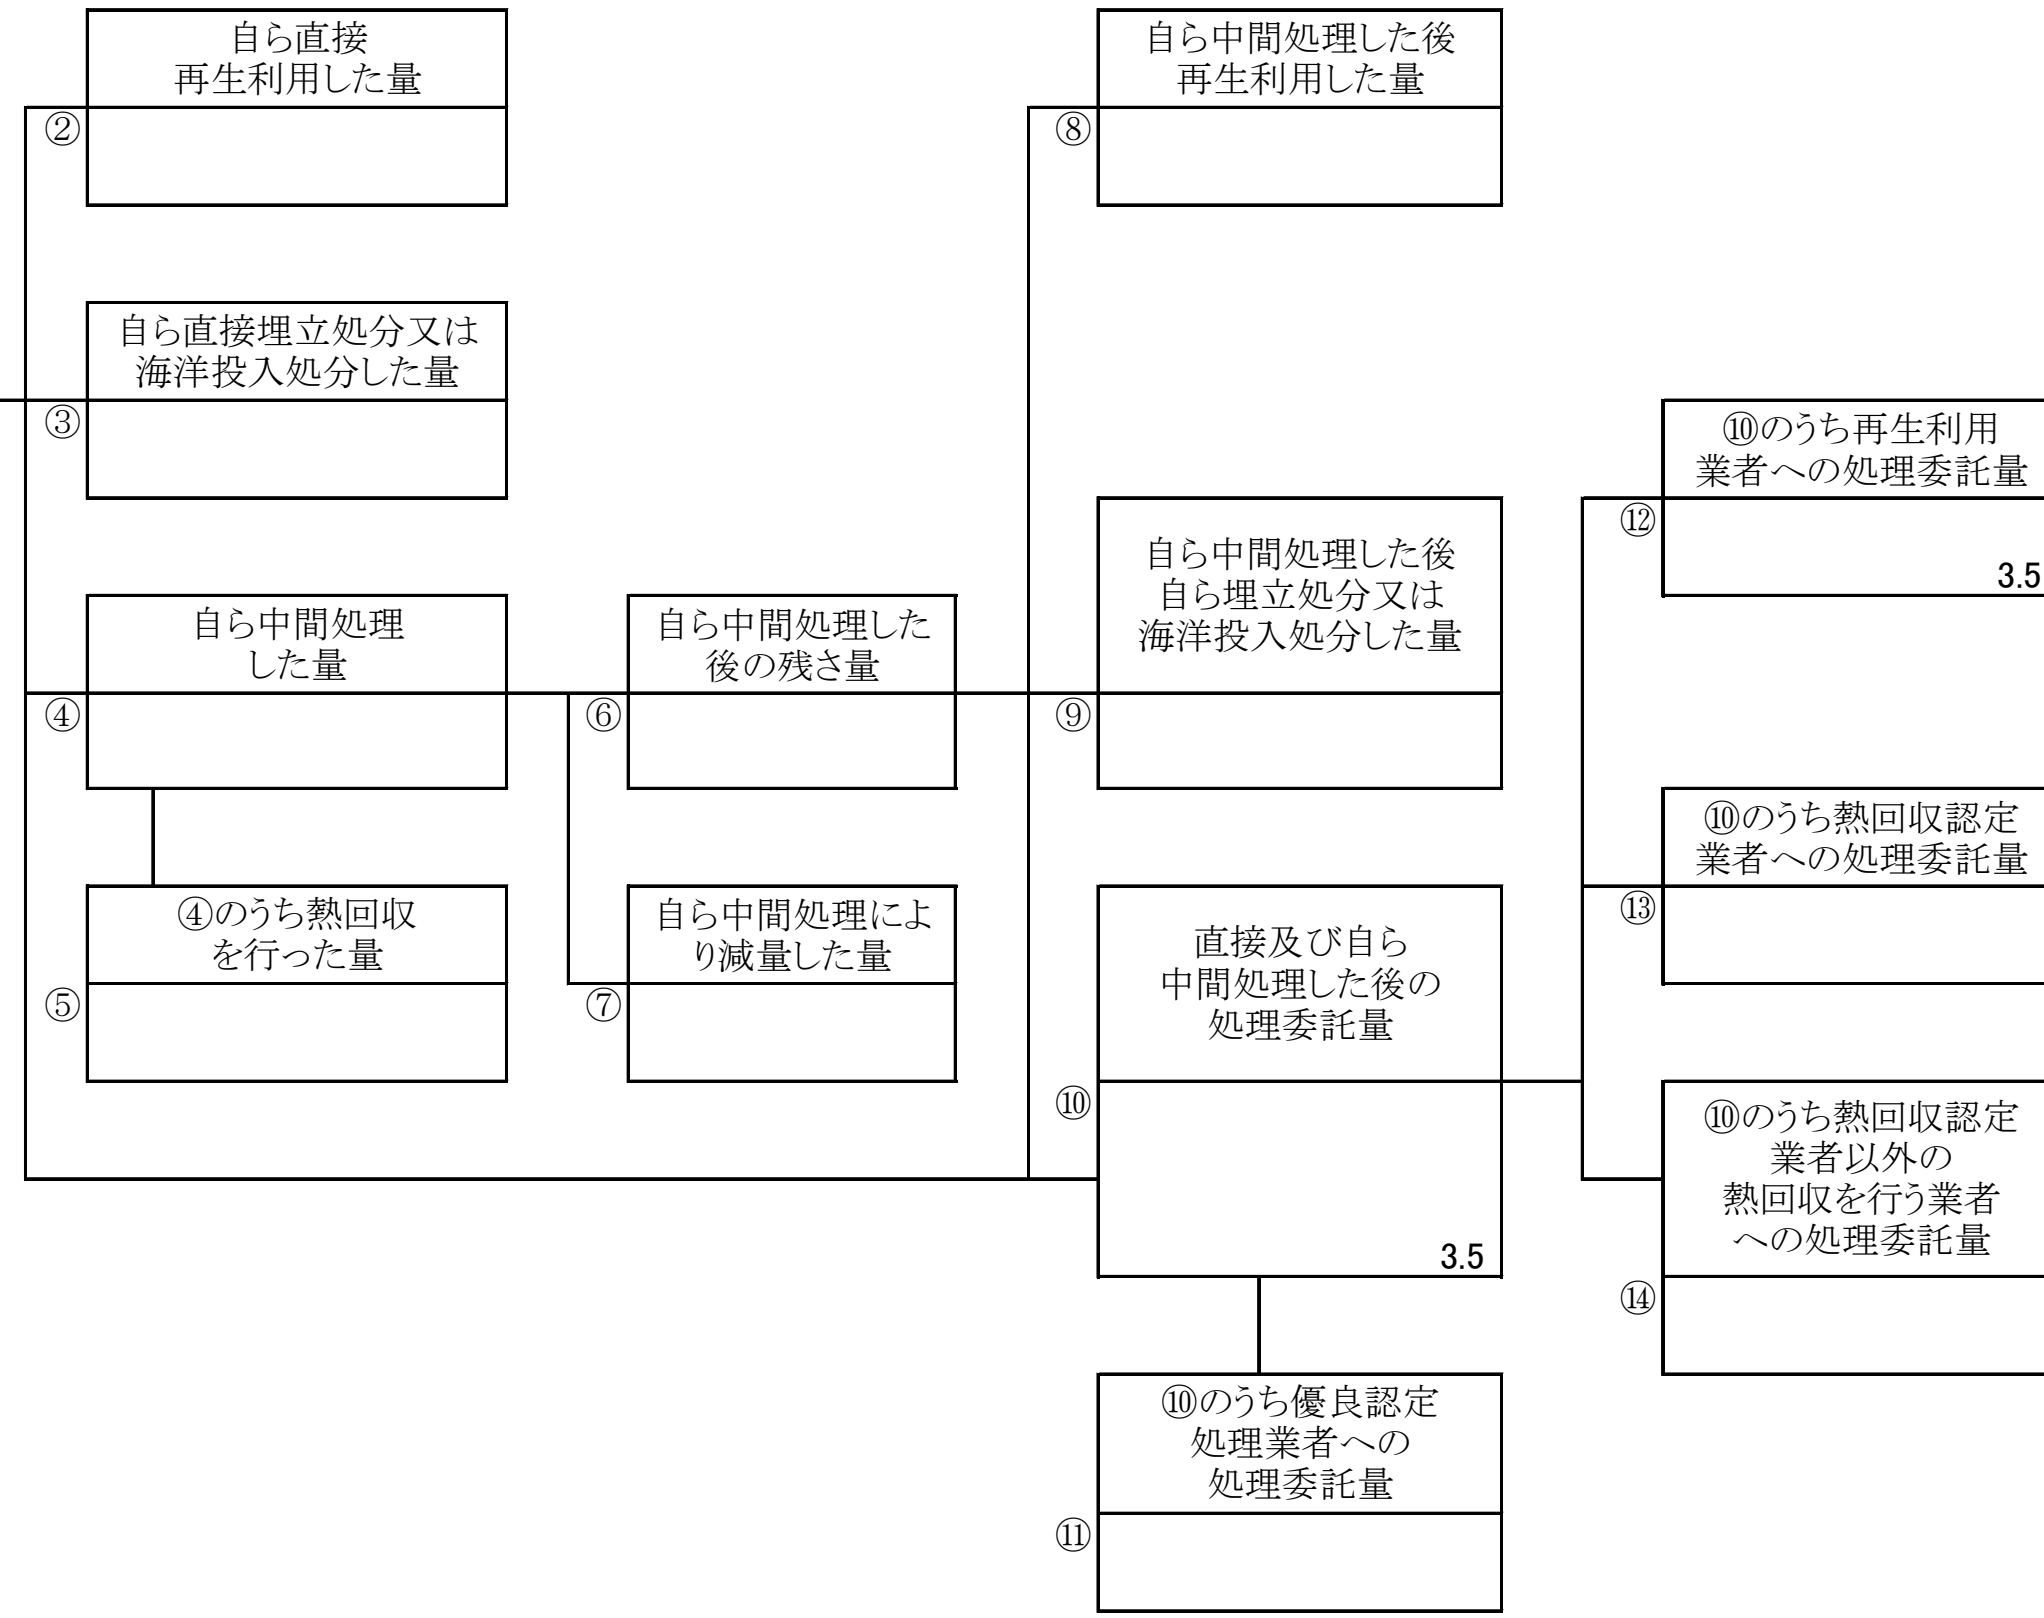 自ら直接
再生利用した量
②
自ら直接埋立処分又は
海洋投入処分した量
③
自ら中間処理
した量
④
④のうち熱回収
を行った量
⑤
自ら中間処理した
後の残さ量
⑥
自ら中間処理によ
り減量した量
⑦
自ら中間処理した後
再生利用した量
⑧
自ら中間処理した後
自ら埋立処分又は
海洋投入処分した量
⑨
直接及び自ら
中間処理した後の
処理委託量
⑩
3.5
⑩のうち優良認定
処理業者への
処理委託量
⑪
⑩のうち再生利用
業者への処理委託量
⑫
3.5
⑩のうち熱回収認定
業者への処理委託量
⑬
⑩のうち熱回収認定
業者以外の
熱回収を行う業者
への処理委託量
⑭